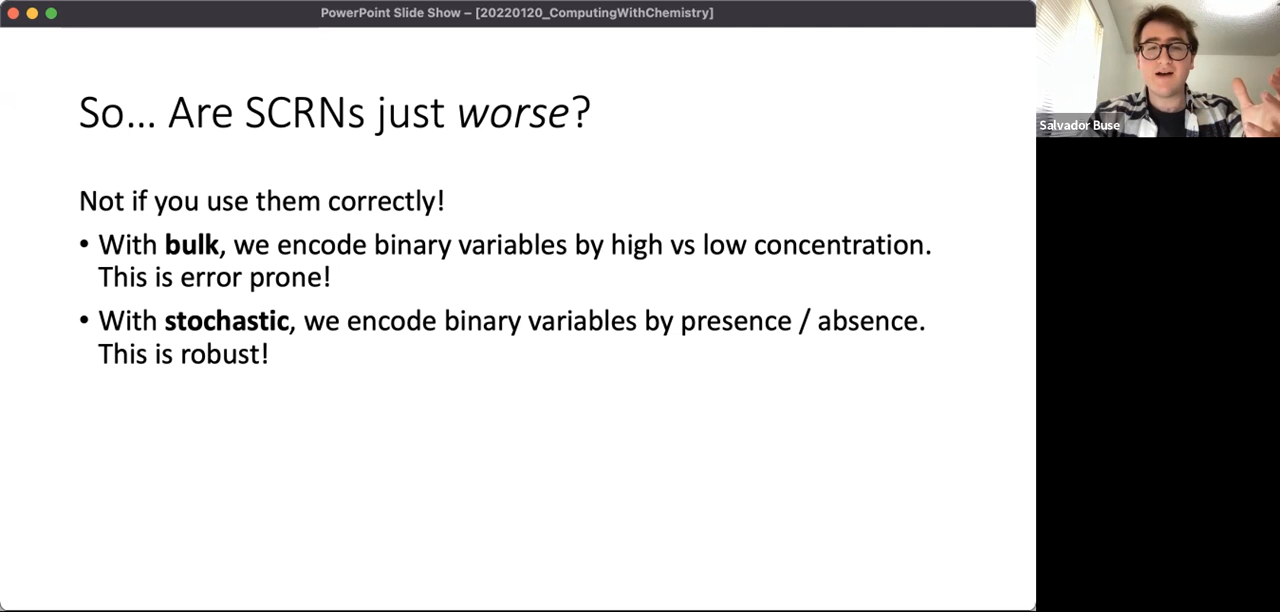 PowerPoint Slide Show – [20220120_ComputingWithChemistry]
So... Are SCRNs just worse?
Not if you use them correctly!
• With bulk, we encode binary variables by high vs low concentration.
This is error prone!
• With stochastic, we encode binary variables by presence / absence.
This is robust!
Salvador Buse